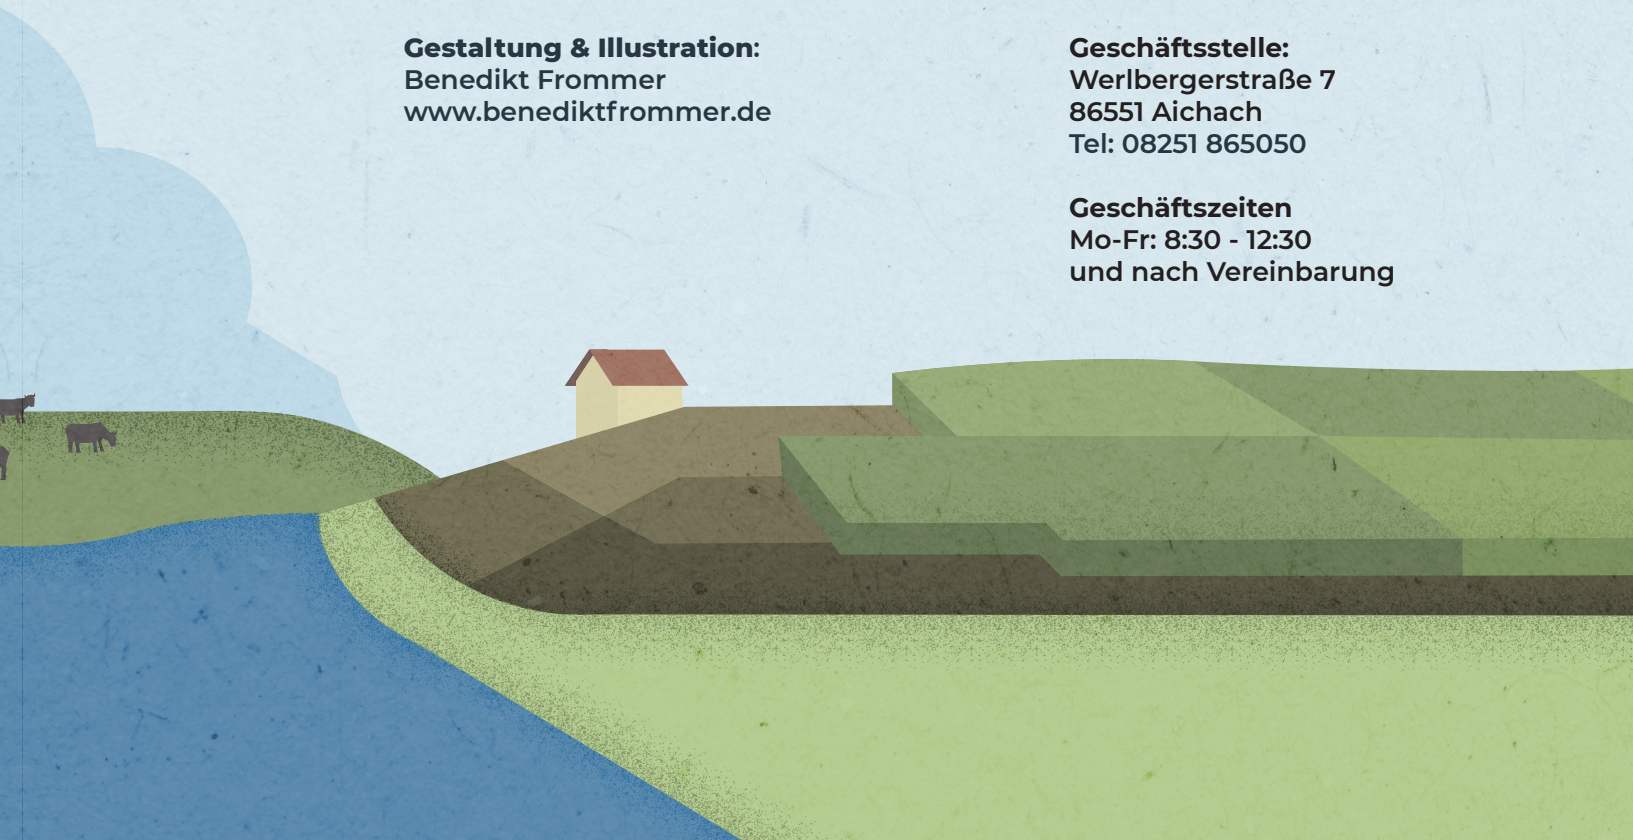 Gestaltung & Illustration:
Benedikt Frommer
www.benediktfrommer.de
Geschäftsstelle:
Werlbergerstraße 7
86551 Aichach
Tel: 08251 865050
Geschäftszeiten
Mo-Fr: 8:30 - 12:30
und nach Vereinbarung